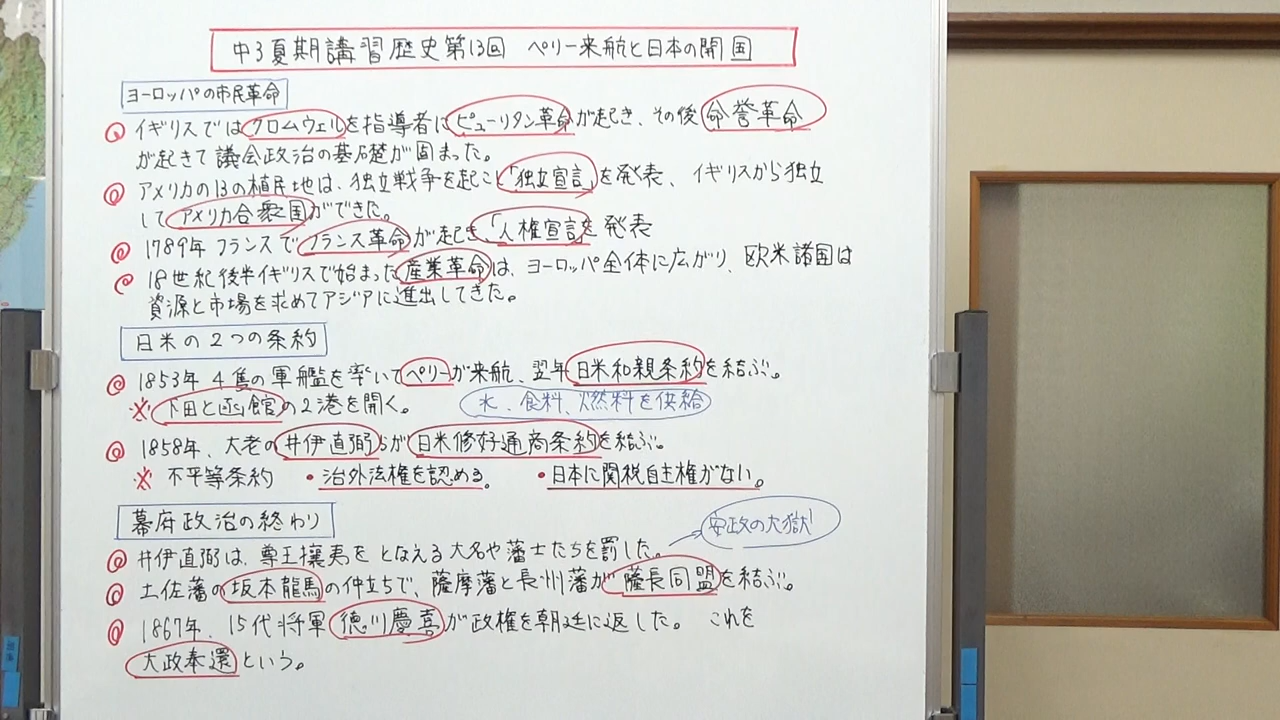 中3夏期講習歴史第13回 ペリー来航と日本の開国
ヨーロッパの市民革命
イギリスではクロムウェルを指導者にピューリタン革命が起き、その後命誉革命
が起きて議会政治の基礎が固まった。
アメリカの13の植民地は、独立戦争を起こし「独立宣言」を発表、イギリスから独立
してアメリカ合衆国ができた。
1789年フランスでフランス革命が起き、「人権宣言」を発表
18世紀後半イギリスで始まった産業革命は、ヨーロッパ全体に広がり、欧米諸国は
資源と市場を求めてアジアに進出してきた。
日米の2つの条約
1853年4隻の軍艦を率いてペリーが来航、翌年日米和親条約を結ぶ。
※下田と函館の2港を開く。 水、食料、燃料を供給
1858年、大老の井伊直弼らが日米修好通商条約を結ぶ。
※ 不平等条約 ・治外法権を認める。 ・日本に関税自主権がない。
幕府政治の終わり
安政の大獄
井伊直弼は、尊王攘夷をとなえる大名や藩士たちを罰した。
土佐藩の坂本龍馬の仲立ちで、薩摩藩と長州藩が薩長同盟を結ぶ。
1867年、15代将軍徳川慶喜が政権を朝廷に返した。これを
大政奉還という。